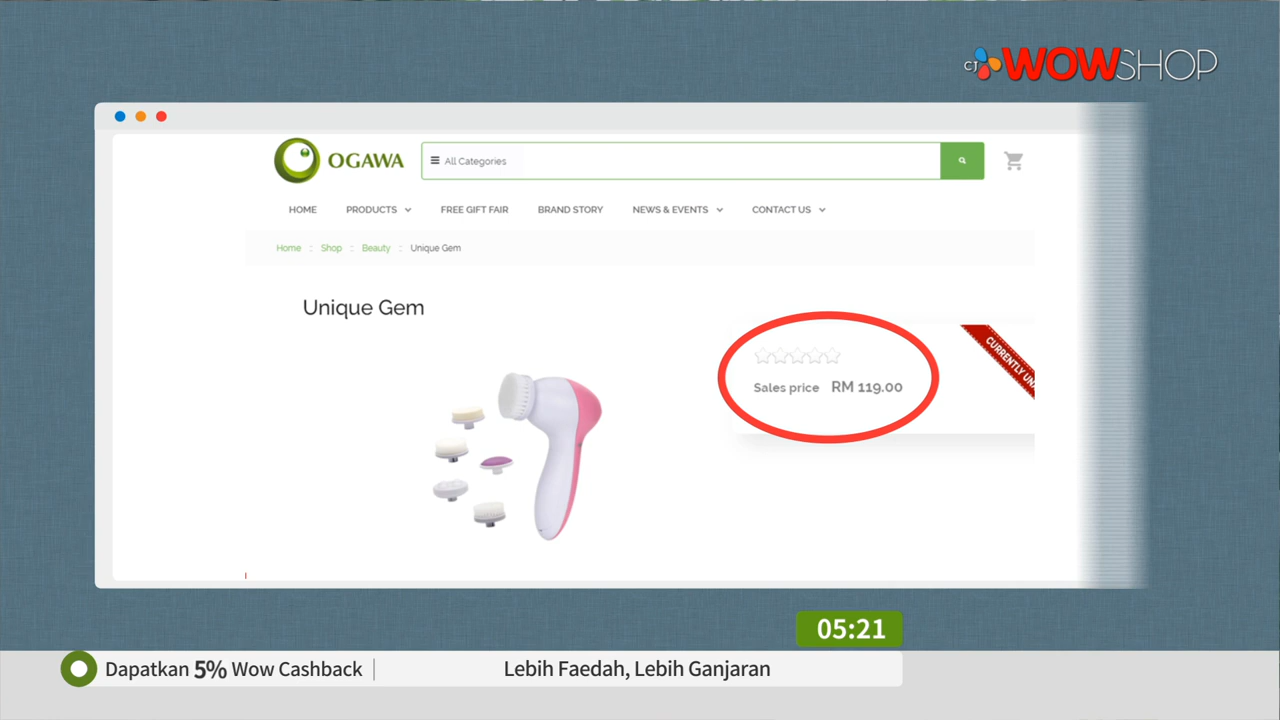 CJ WOWSHOP
OGAWA
All Categories
HOME PRODUCTS FREE GIFT FAIR BRAND STORY NEWS & EVENTS CONTACT US
Home :: Shop :: Beauty :: Unique Gem
Unique Gem
CURRENTLY UN
Sales price RM 119.00
05:21
Dapatkan 5% Wow Cashback | Lebih Faedah, Lebih Ganjaran